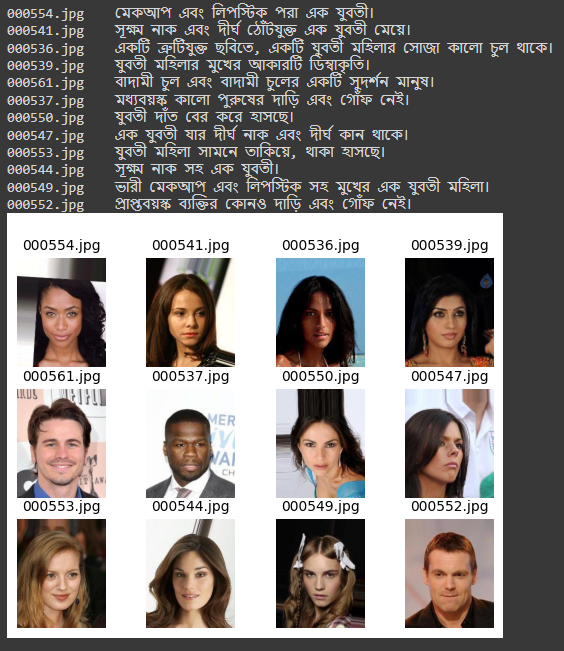 000554.jpg মেকআপ এবং লিপস্টিক পরা এক যুবতী।
000541.jpg সূক্ষ্ম নাক এবং দীর্ঘ ঠোঁটযুক্ত এক যুবতী মেয়ে।
000536.jpg একটি ত্রুটিযুক্ত ছবিতে, একটি যুবতী মহিলার সোজা কালো চুল থাকে।
000539.jpg যুবতী মহিলার মুখের আকারটি ডিম্বাকৃতি।
000561.jpg বাদামী চুল এবং বাদামী চুলের একটি সুদর্শন মানুষ।
000537.jpg মধ্যবয়স্ক কালো পুরুষের দাড়ি এবং গোঁফ নেই।
000550.jpg যুবতী দাঁত বের করে হাসছে।
000547.jpg এক যুবতী যার দীর্ঘ নাক এবং দীর্ঘ কান থাকে।
000553.jpg যুবতী মহিলা সামনে তাকিয়ে, থাকা হাসছে।
000544.jpg সূক্ষ্ম নাক সহ এক যুবতী।
000549.jpg ভারী মেকআপ এবং লিপস্টিক সহ মুখের এক যুবতী মহিলা।
000552.jpg প্রাপ্তবয়স্ক ব্যক্তির কোনও দাড়ি এবং গোঁফ নেই।
000554.jpg 000541.jpg 000536.jpg 000539.jpg
000561.jpg 000537.jpg 000550.jpg 000547.jpg
000553.jpg 000544.jpg 000549.jpg 000552.jpg